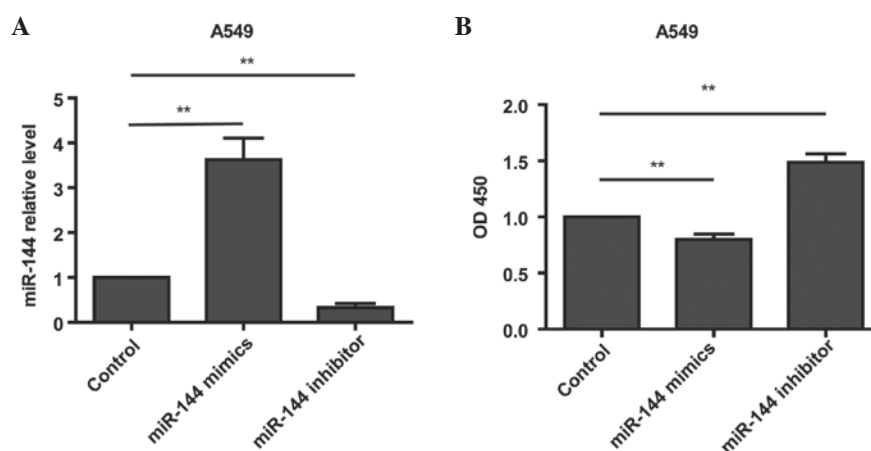 A
A549
**
**
miR-144 relative level
5
4
3
2
1
0
Control
miR-144 mimics
miR-144 inhibitor
B
A549
**
**
OD 450
2.0
1.5
1.0
0.5
0.0
Control
miR-144 mimics
miR-144 inhibitor